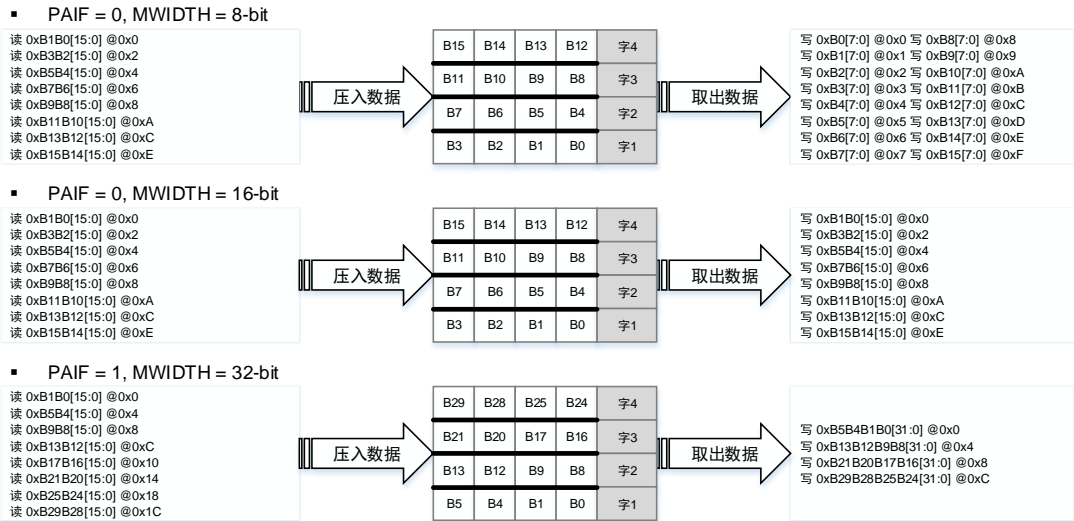 ▪ PAIF = 0, MWIDTH = 8-bit
读 0xB1B0[15:0] @0x0
读 0xB3B2[15:0] @0x2
读 0xB5B4[15:0] @0x4
读 0xB7B6[15:0] @0x6
读 0xB9B8[15:0] @0x8
读 0xB11B10[15:0] @0xA
读 0xB13B12[15:0] @0xC
读 0xB15B14[15:0] @0xE
压入数据
B15 B14 B13 B12 字4
B11 B10 B9 B8 字3
B7 B6 B5 B4 字2
B3 B2 B1 B0 字1
取出数据
写 0xB0[7:0] @0x0 写 0xB8[7:0] @0x8
写 0xB1[7:0] @0x1 写 0xB9[7:0] @0x9
写 0xB2[7:0] @0x2 写 0xB10[7:0] @0xA
写 0xB3[7:0] @0x3 写 0xB11[7:0] @0xB
写 0xB4[7:0] @0x4 写 0xB12[7:0] @0xC
写 0xB5[7:0] @0x5 写 0xB13[7:0] @0xD
写 0xB6[7:0] @0x6 写 0xB14[7:0] @0xE
写 0xB7[7:0] @0x7 写 0xB15[7:0] @0xF
▪ PAIF = 0, MWIDTH = 16-bit
读 0xB1B0[15:0] @0x0
读 0xB3B2[15:0] @0x2
读 0xB5B4[15:0] @0x4
读 0xB7B6[15:0] @0x6
读 0xB9B8[15:0] @0x8
读 0xB11B10[15:0] @0xA
读 0xB13B12[15:0] @0xC
读 0xB15B14[15:0] @0xE
压入数据
B15 B14 B13 B12 字4
B11 B10 B9 B8 字3
B7 B6 B5 B4 字2
B3 B2 B1 B0 字1
取出数据
写 0xB1B0[15:0] @0x0
写 0xB3B2[15:0] @0x2
写 0xB5B4[15:0] @0x4
写 0xB7B6[15:0] @0x6
写 0xB9B8[15:0] @0x8
写 0xB11B10[15:0] @0xA
写 0xB13B12[15:0] @0xC
写 0xB15B14[15:0] @0xE
▪ PAIF = 1, MWIDTH = 32-bit
读 0xB1B0[15:0] @0x0
读 0xB5B4[15:0] @0x4
读 0xB9B8[15:0] @0x8
读 0xB13B12[15:0] @0xC
读 0xB17B16[15:0] @0x10
读 0xB21B20[15:0] @0x14
读 0xB25B24[15:0] @0x18
读 0xB29B28[15:0] @0x1C
压入数据
B29 B28 B25 B24 字4
B21 B20 B17 B16 字3
B13 B12 B9 B8 字2
B5 B4 B1 B0 字1
取出数据
写 0xB5B4B1B0[31:0] @0x0
写 0xB13B12B9B8[31:0] @0x4
写 0xB21B20B17B16[31:0] @0x8
写 0xB29B28B25B24[31:0] @0xC